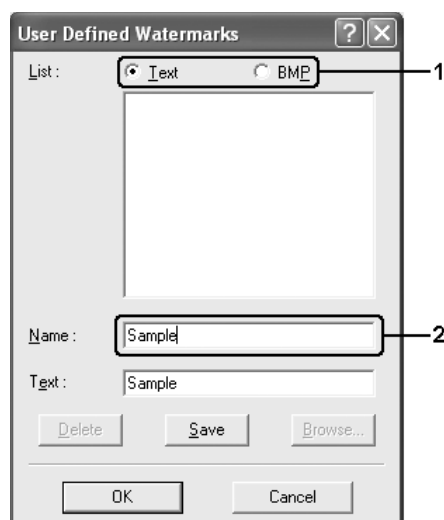 User Defined Watermarks
List : Text BMP 1
Name : Sample 2
Text : Sample
Delete Save Browse...
OK Cancel